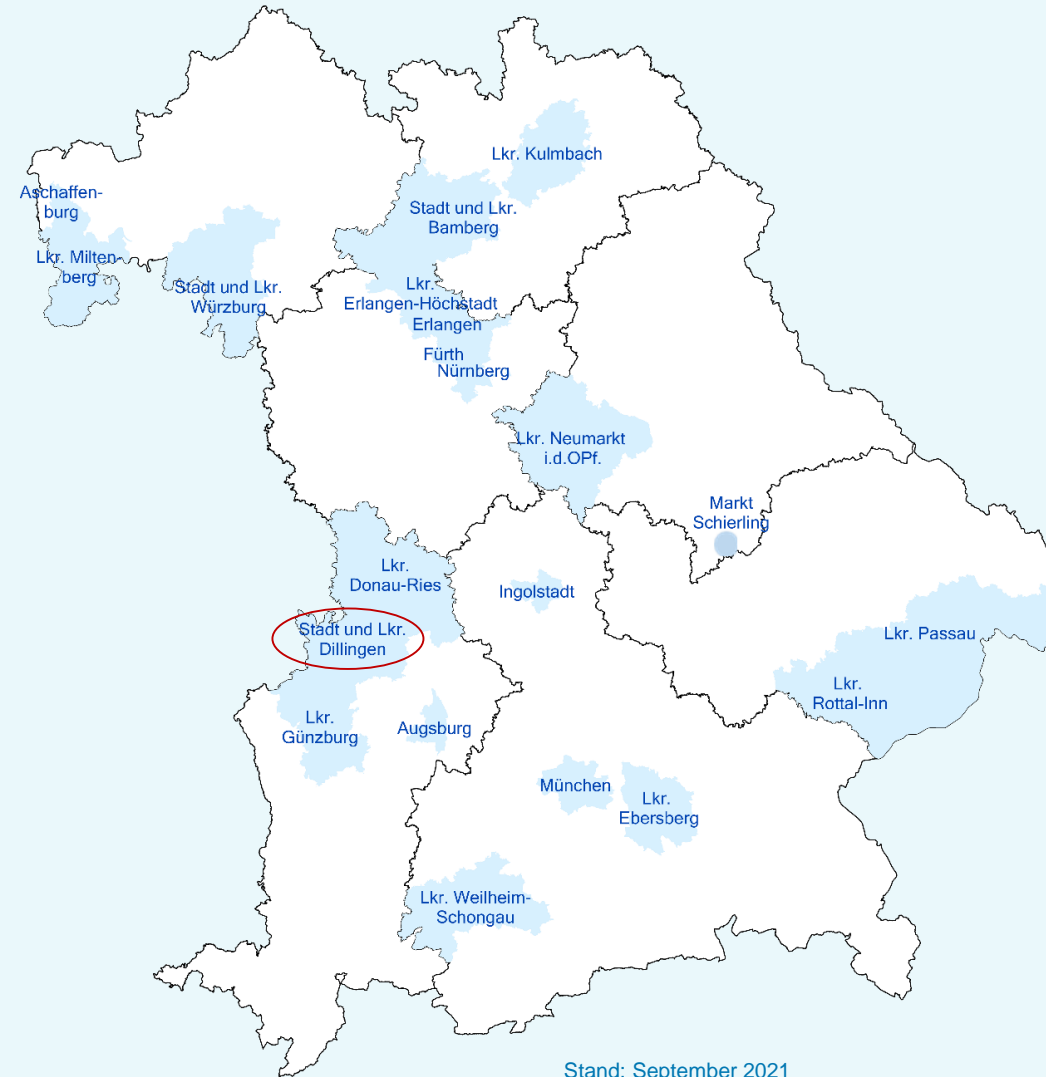 Lkr. Kulmbach
Aschaffen-
burg
Stadt und Lkr.
Bamberg
Lkr. Milten-
berg
Stadt und Lkr.
Würzburg
Lkr.
Erlangen-Höchstadt
Erlangen
Fürth
Nürnberg
Lkr. Neumarkt
i.d.OPf.
Markt
Schierling
Lkr.
Donau-Ries
Ingolstadt
Stadt und Lkr.
Dillingen
Lkr. Passau
Lkr.
Rottal-Inn
Lkr.
Günzburg
Augsburg
München
Lkr.
Ebersberg
Lkr. Weilheim-
Schongau
Stand: September 2021